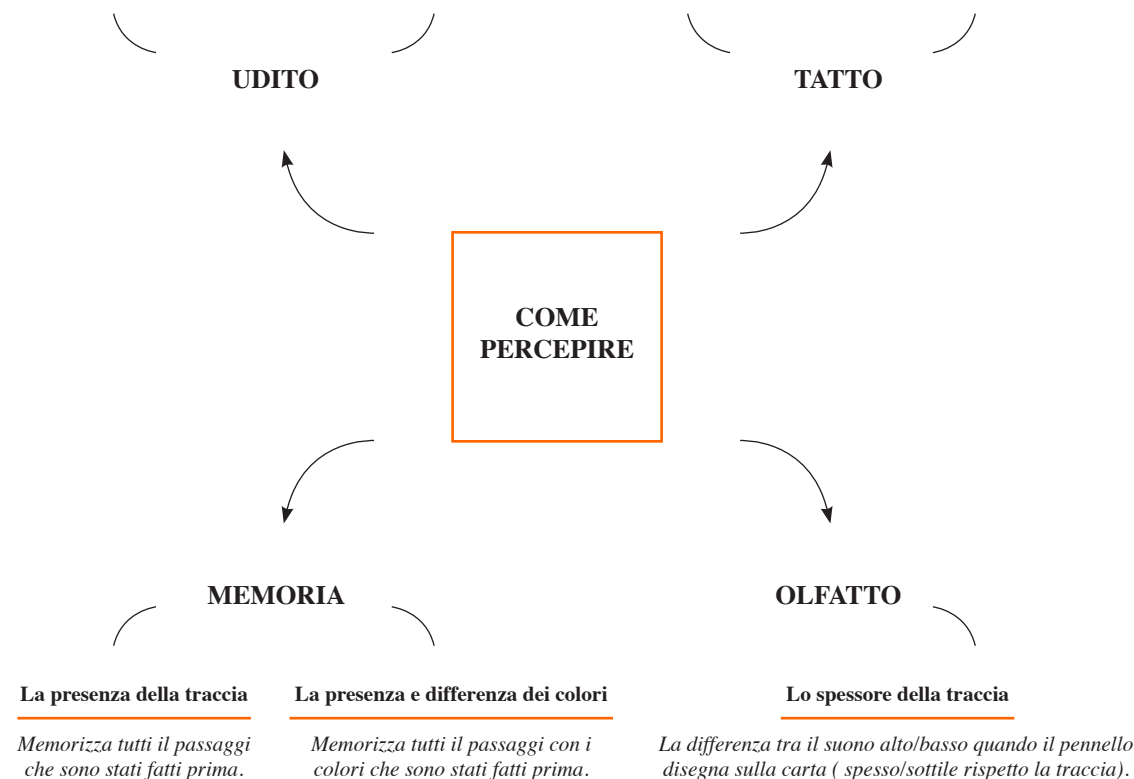 UDITO
TATTO
COME
PERCEPIRE
MEMORIA
OLFATTO
La presenza della traccia
La presenza e differenza dei colori
Lo spessore della traccia
Memorizza tutti il passaggi
che sono stati fatti prima.
Memorizza tutti il passaggi con i
colori che sono stati fatti prima.
La differenza tra il suono alto/basso quando il pennello
disegna sulla carta ( spesso/sottile rispetto la traccia).